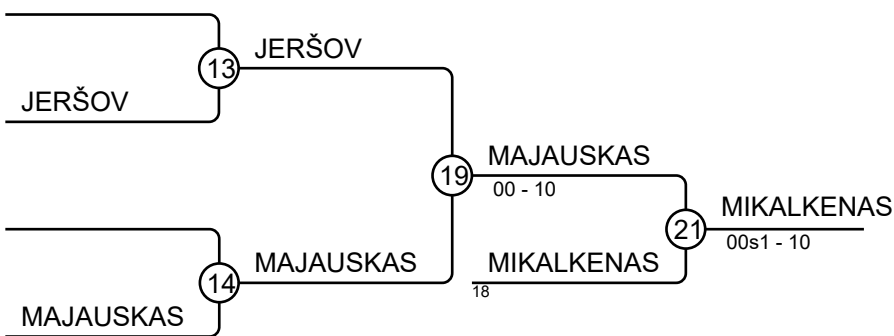 13
JERŠOV
JERŠOV
19
MAJAUSKAS
00 - 10
21
MIKALKENAS
00s1 - 10
14
MAJAUSKAS
MIKALKENAS
18
MAJAUSKAS